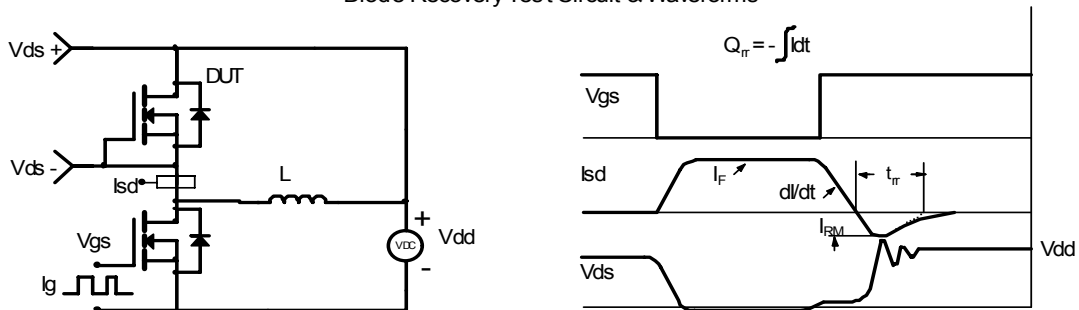 Diode Recovery Test Circuit & Waveforms
Vds +
DUT
Vds -
Isd
L
Vgs
Ig
+
VDC
-
Vdd
Qrr = - ∫Idt
Vgs
Isd
IF
dI/dt
trr
IRM
Vdd
Vds